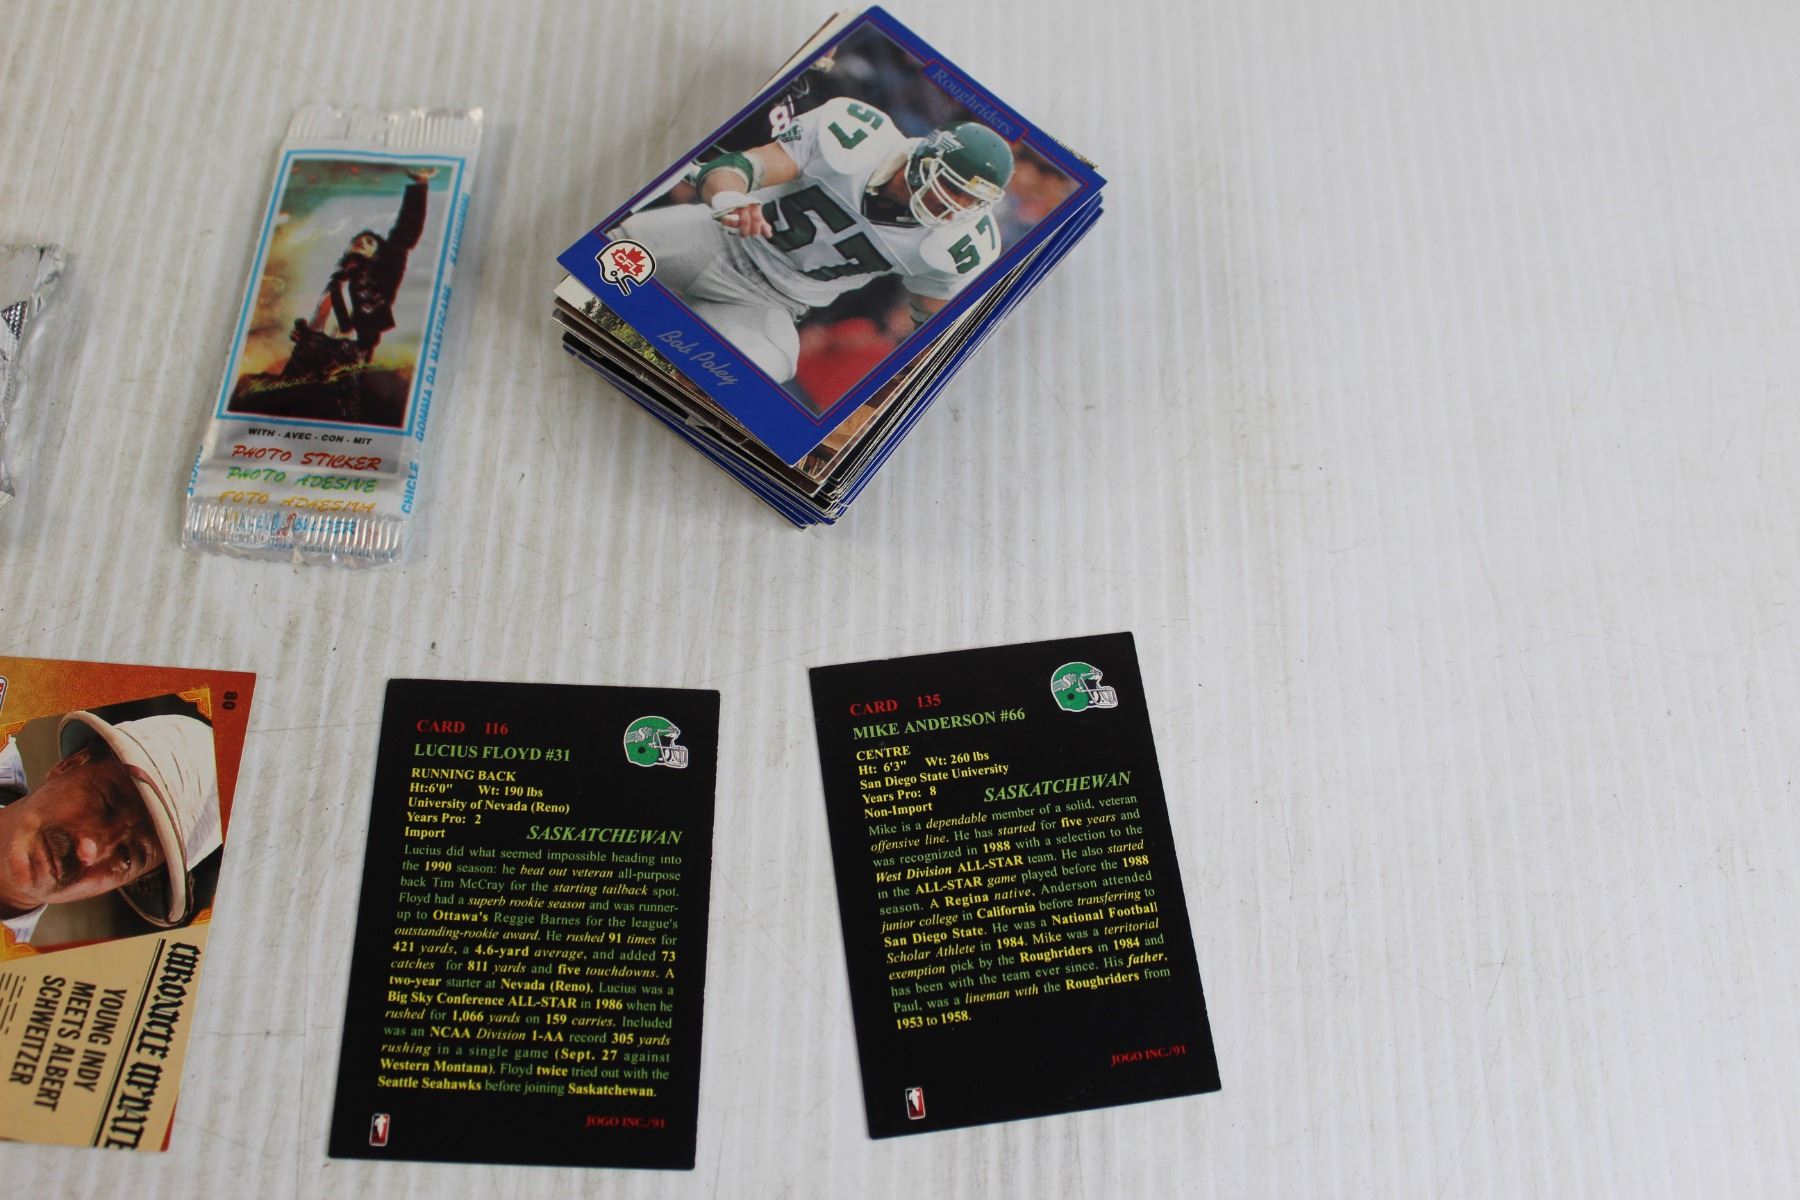 Roughriders
57
57
57
8
CFL
Bob Poley
WITH - AVEC - CON - MIT
PHOTO STICKER
PHOTO ADESIVE
FOTO ADHESIVA
CHICLE GOMMA DA MASTICARE KAUGUMMI
80
CHRONICLE UPDATE
YOUNG INDY
MEETS ALBERT
SCHWEITZER
CARD 116
LUCIUS FLOYD #31
RUNNING BACK
Ht:6'0" Wt: 190 lbs
University of Nevada (Reno)
Years Pro: 2
Import
SASKATCHEWAN
Lucius did what seemed impossible heading into
the 1990 season: he beat out veteran all-purpose
back Tim McCray for the starting tailback spot.
Floyd had a superb rookie season and was runner-
up to Ottawa's Reggie Barnes for the league's
outstanding-rookie award. He rushed 91 times for
421 yards, a 4.6-yard average, and added 73
catches for 811 yards and five touchdowns. A
two-year starter at Nevada (Reno), Lucius was a
Big Sky Conference ALL-STAR in 1986 when he
rushed for 1,066 yards on 159 carries. Included
was an NCAA Division 1-AA record 305 yards
rushing in a single game (Sept. 27 against
Western Montana). Floyd twice tried out with the
Seattle Seahawks before joining Saskatchewan.
JOGO INC./91
CARD 135
MIKE ANDERSON #66
CENTRE
Ht: 6'3" Wt: 260 lbs
San Diego State University
Years Pro: 8
Non-Import
SASKATCHEWAN
Mike is a dependable member of a solid, veteran
offensive line. He has started for five years and
was recognized in 1988 with a selection to the
West Division ALL-STAR team. He also started
in the ALL-STAR game played before the 1988
season. A Regina native, Anderson attended
junior college in California before transferring to
San Diego State. He was a National Football
Scholar Athlete in 1984. Mike was a territorial
exemption pick by the Roughriders in 1984 and
has been with the team ever since. His father,
Paul, was a lineman with the Roughriders from
1953 to 1958.
JOGO INC./91